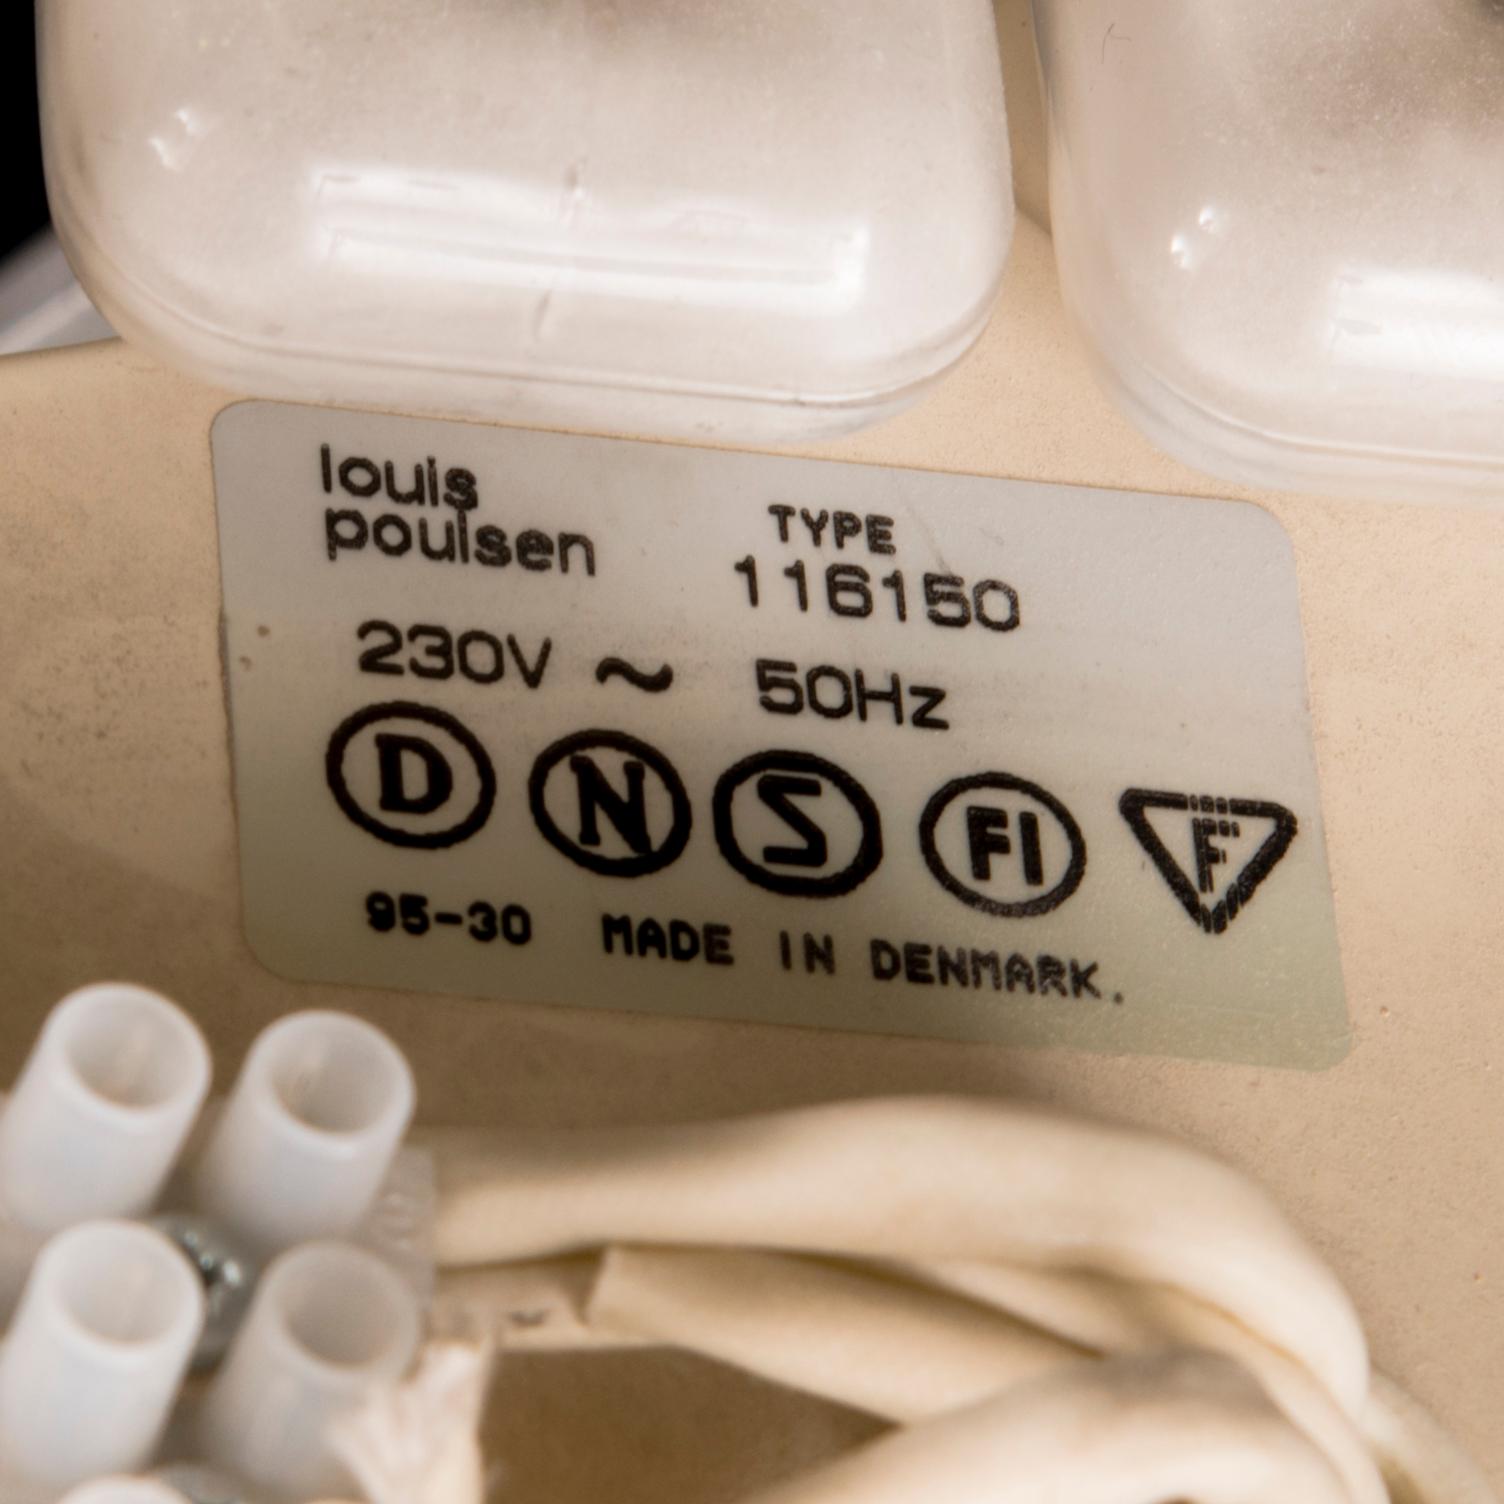 louis
poulsen
TYPE
116150
230V ~ 50Hz
D N S FI F
95-30 MADE IN DENMARK.